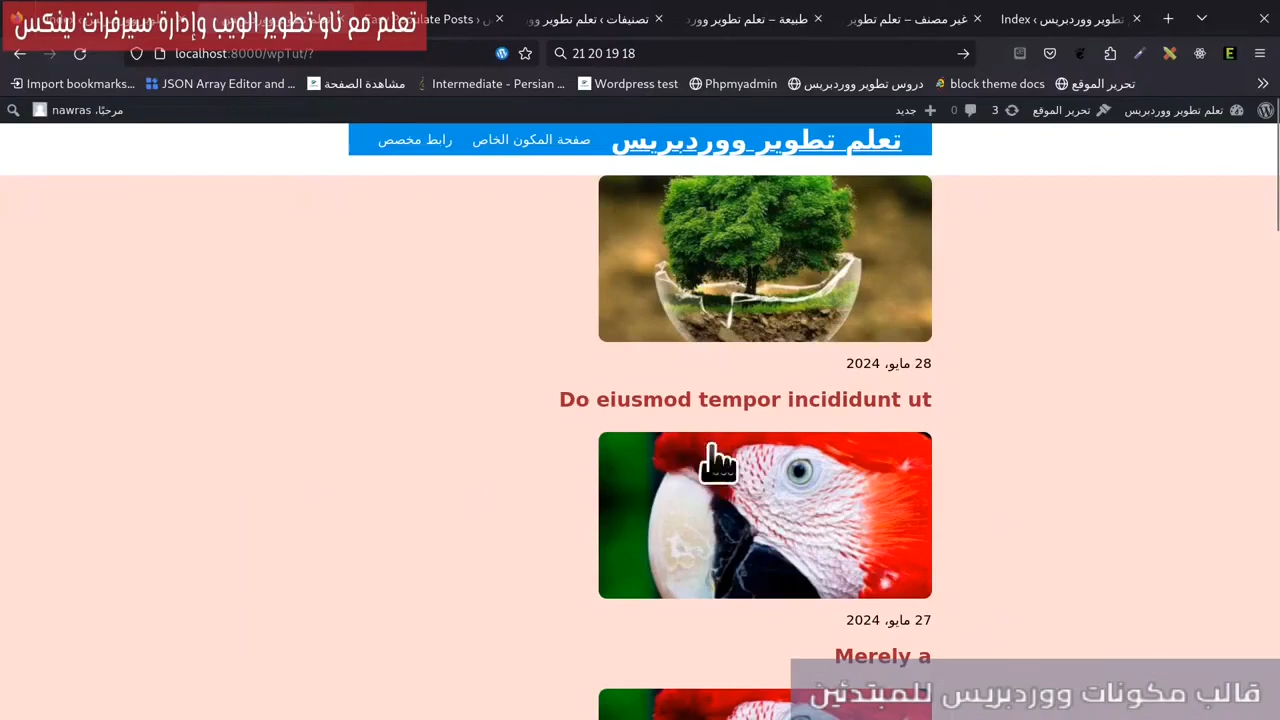 تعلم مع ناو تطوير الويب وإدارة سيرفرات لينكس
Easy Populate Posts ‹
تصنيفات ‹ تعلم تطوير وور
طبيعة – تعلم تطوير وورد
غير مصنف – تعلم تطوير
Index ‹ تطوير ووردبريس
localhost:8000/wpTut/?
21 20 19 18
Import bookmarks...
JSON Array Editor and ...
مشاهدة الصفحة
Intermediate - Persian ...
Wordpress test
Phpmyadmin
دروس تطوير ووردبريس
block theme docs
تحرير الموقع
تعلم تطوير ووردبريس
تحرير الموقع
3
0
جديد
مرحبًا، nawras
تعلم تطوير ووردبريس
صفحة المكون الخاص
رابط مخصص
28 مايو، 2024
Do eiusmod tempor incididunt ut
27 مايو، 2024
Merely a
قالب مكونات ووردبريس للمبتدئين